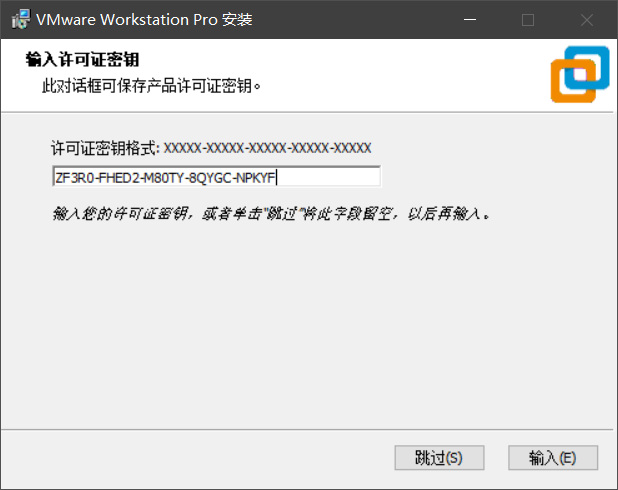 VMware Workstation Pro 安装
输入许可证密钥
此对话框可保存产品许可证密钥。
许可证密钥格式: XXXXX-XXXXX-XXXXX-XXXXX-XXXXX
ZF3R0-FHED2-M80TY-8QYGC-NPKYF
输入您的许可证密钥，或者单击"跳过"将此字段留空，以后再输入。
跳过(S) 输入(E)